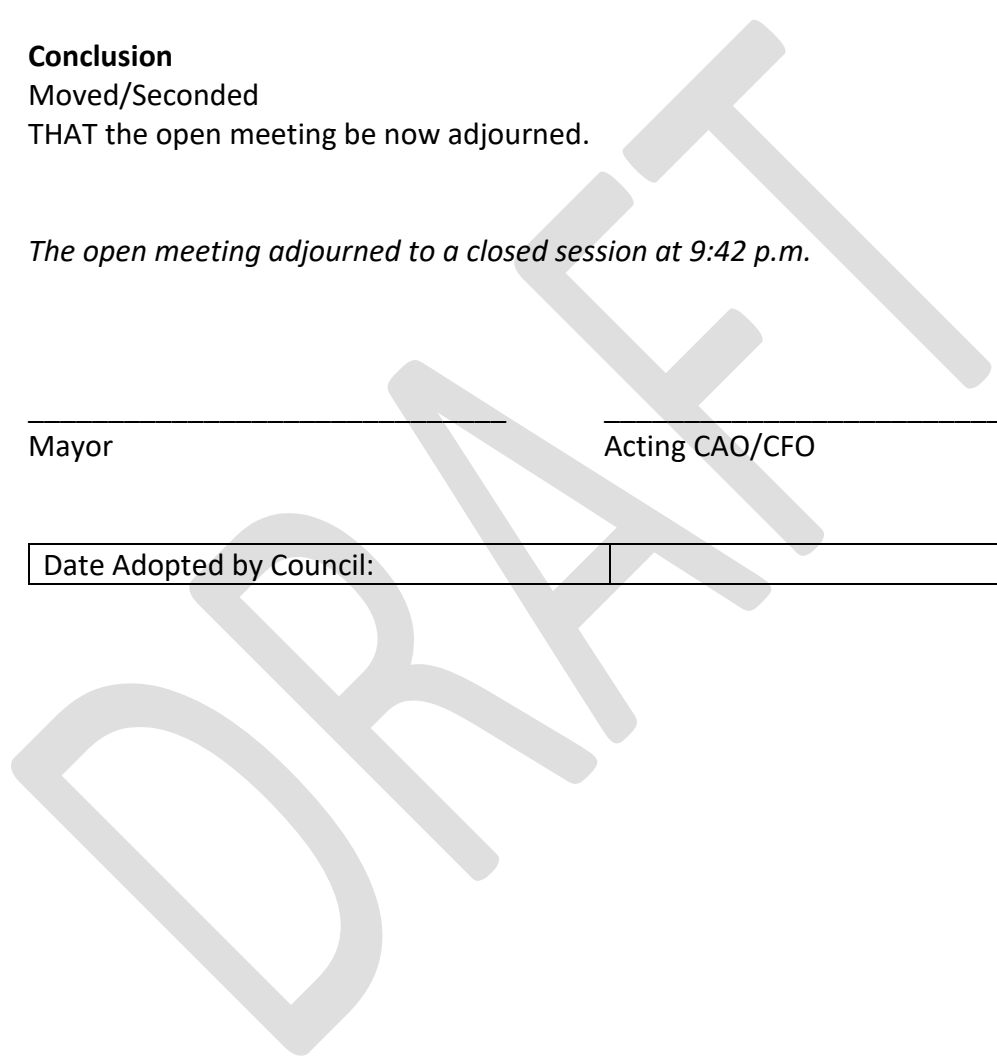 Conclusion
Moved/Seconded
THAT the open meeting be now adjourned.
The open meeting adjourned to a closed session at 9:42 p.m.
Mayor Acting CAO/CFO
Date Adopted by Council:
DRAFT